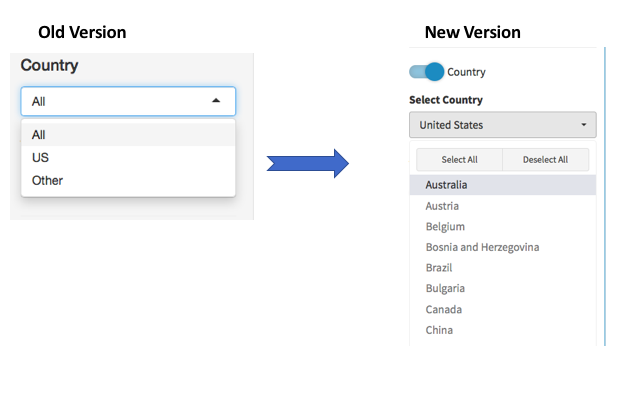 Old Version
Country
All
All
US
Other
New Version
Country
Select Country
United States
Select All
Deselect All
Australia
Austria
Belgium
Bosnia and Herzegovina
Brazil
Bulgaria
Canada
China